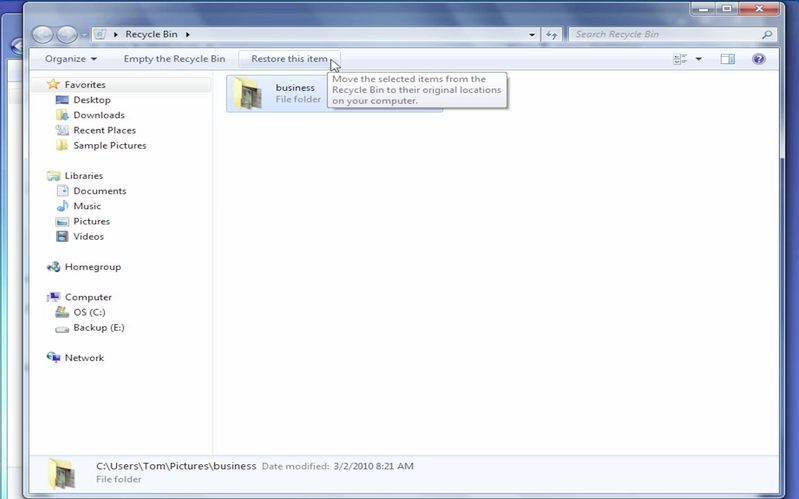 Recycle Bin
Search Recycle Bin
Organize Empty the Recycle Bin Restore this item
Move the selected items from the
Recycle Bin to their original locations
on your computer.
business
File folder
Favorites
Desktop
Downloads
Recent Places
Sample Pictures
Libraries
Documents
Music
Pictures
Videos
Homegroup
Computer
OS (C:)
Backup (E:)
Network
C:\Users\Tom\Pictures\business Date modified: 3/2/2010 8:21 AM
File folder